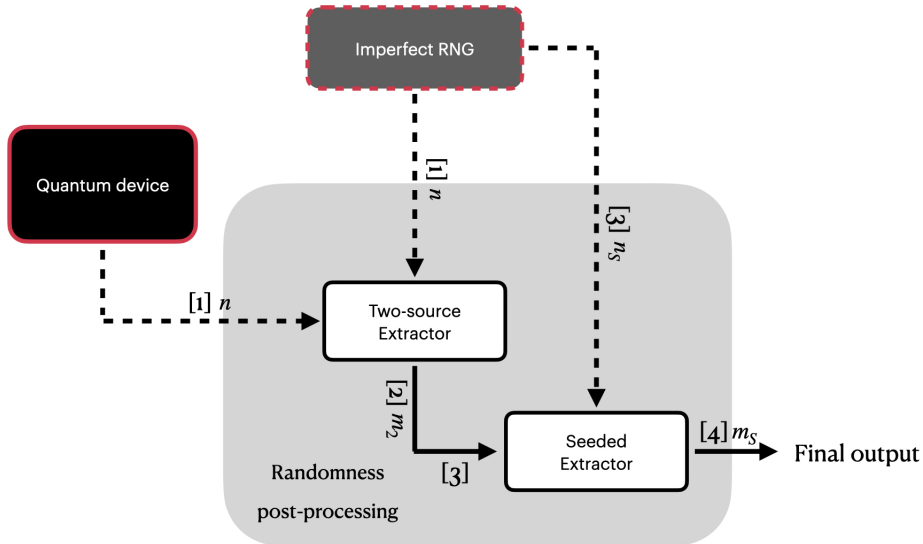 Imperfect RNG
Quantum device
[1] n
[3] n_S
[1] n
Two-source
Extractor
[2] m_2
[3]
Seeded
Extractor
[4] m_S
Final output
Randomness
post-processing